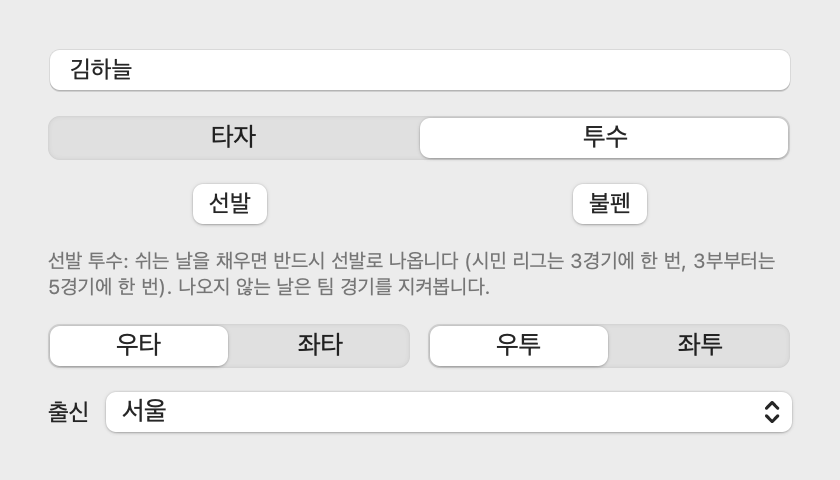 김하늘
타자 투수
선발 불펜
선발 투수: 쉬는 날을 채우면 반드시 선발로 나옵니다 (시민 리그는 3경기에 한 번, 3부부터는
5경기에 한 번). 나오지 않는 날은 팀 경기를 지켜봅니다.
우타 좌타 우투 좌투
출신 서울